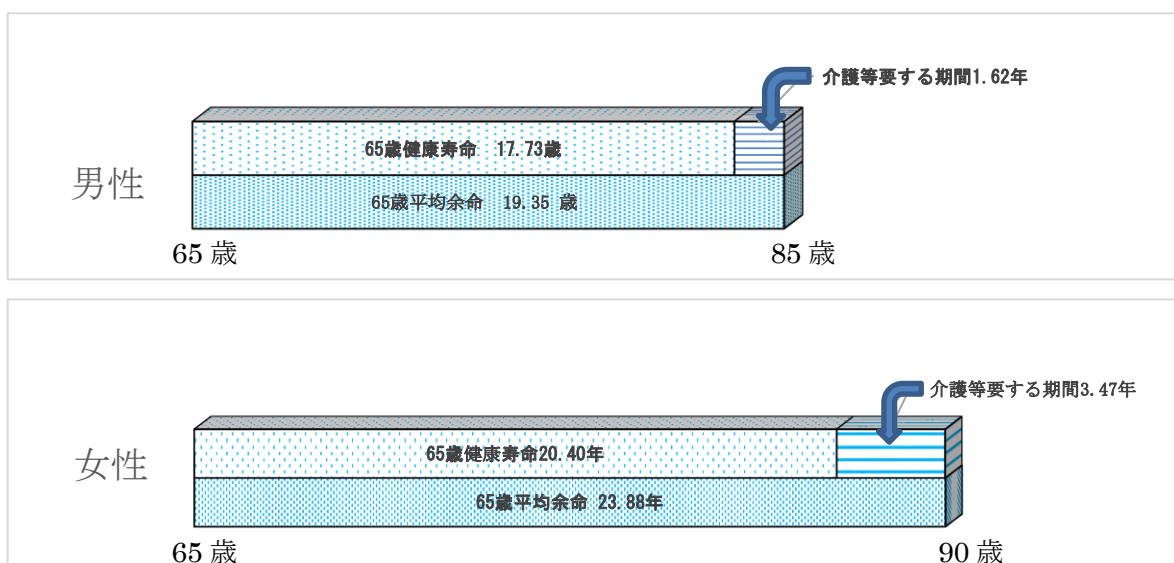 介護等要する期間1.62年
65歳健康寿命　17.73歳
男性
65歳平均余命　19.35 歳
65 歳
85 歳
介護等要する期間3.47年
65歳健康寿命20.40年
女性
65歳平均余命 23.88年
65 歳
90 歳